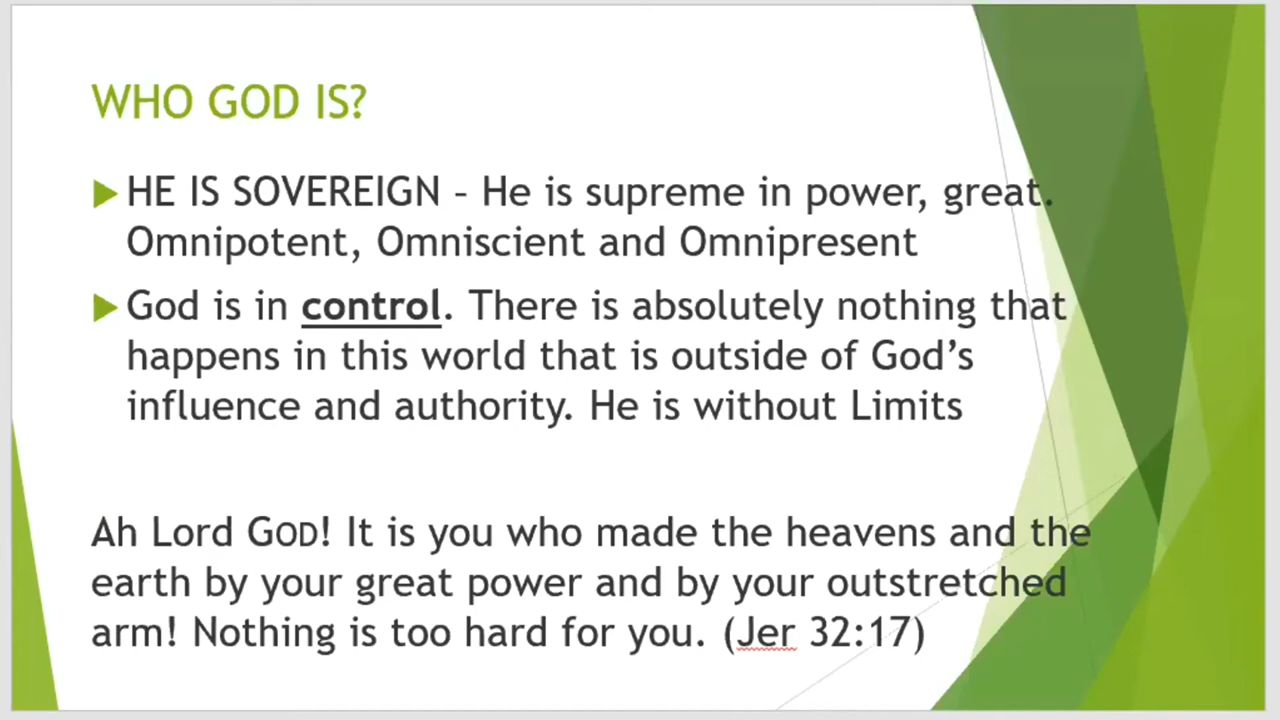 WHO GOD IS?
HE IS SOVEREIGN – He is supreme in power, great.
Omnipotent, Omniscient and Omnipresent
God is in control. There is absolutely nothing that
happens in this world that is outside of God’s
influence and authority. He is without Limits
Ah Lord GOD! It is you who made the heavens and the
earth by your great power and by your outstretched
arm! Nothing is too hard for you. (Jer 32:17)